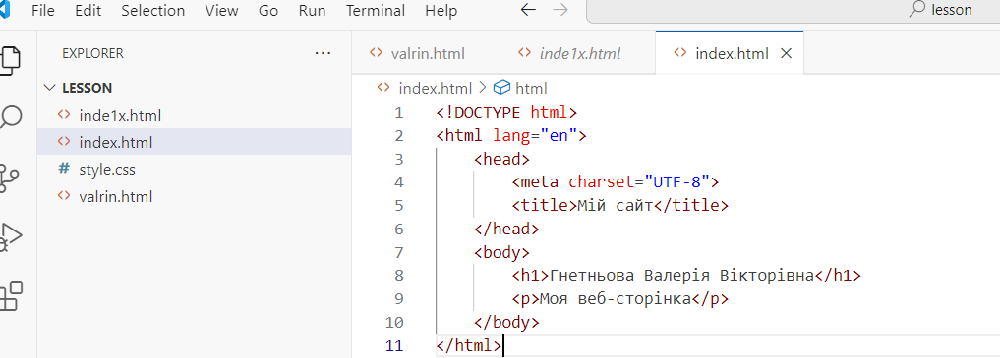 File Edit Selection View Go Run Terminal Help
lesson
EXPLORER
LESSON
inde1x.html
index.html
# style.css
valrin.html
valrin.html inde1x.html index.html
index.html > html
1 <!DOCTYPE html>
2 <html lang="en">
3 <head>
4 <meta charset="UTF-8">
5 <title>Мій сайт</title>
6 </head>
7 <body>
8 <h1>Гнетньова Валерія Вікторівна</h1>
9 <p>Моя веб-сторінка</p>
10 </body>
11 </html>